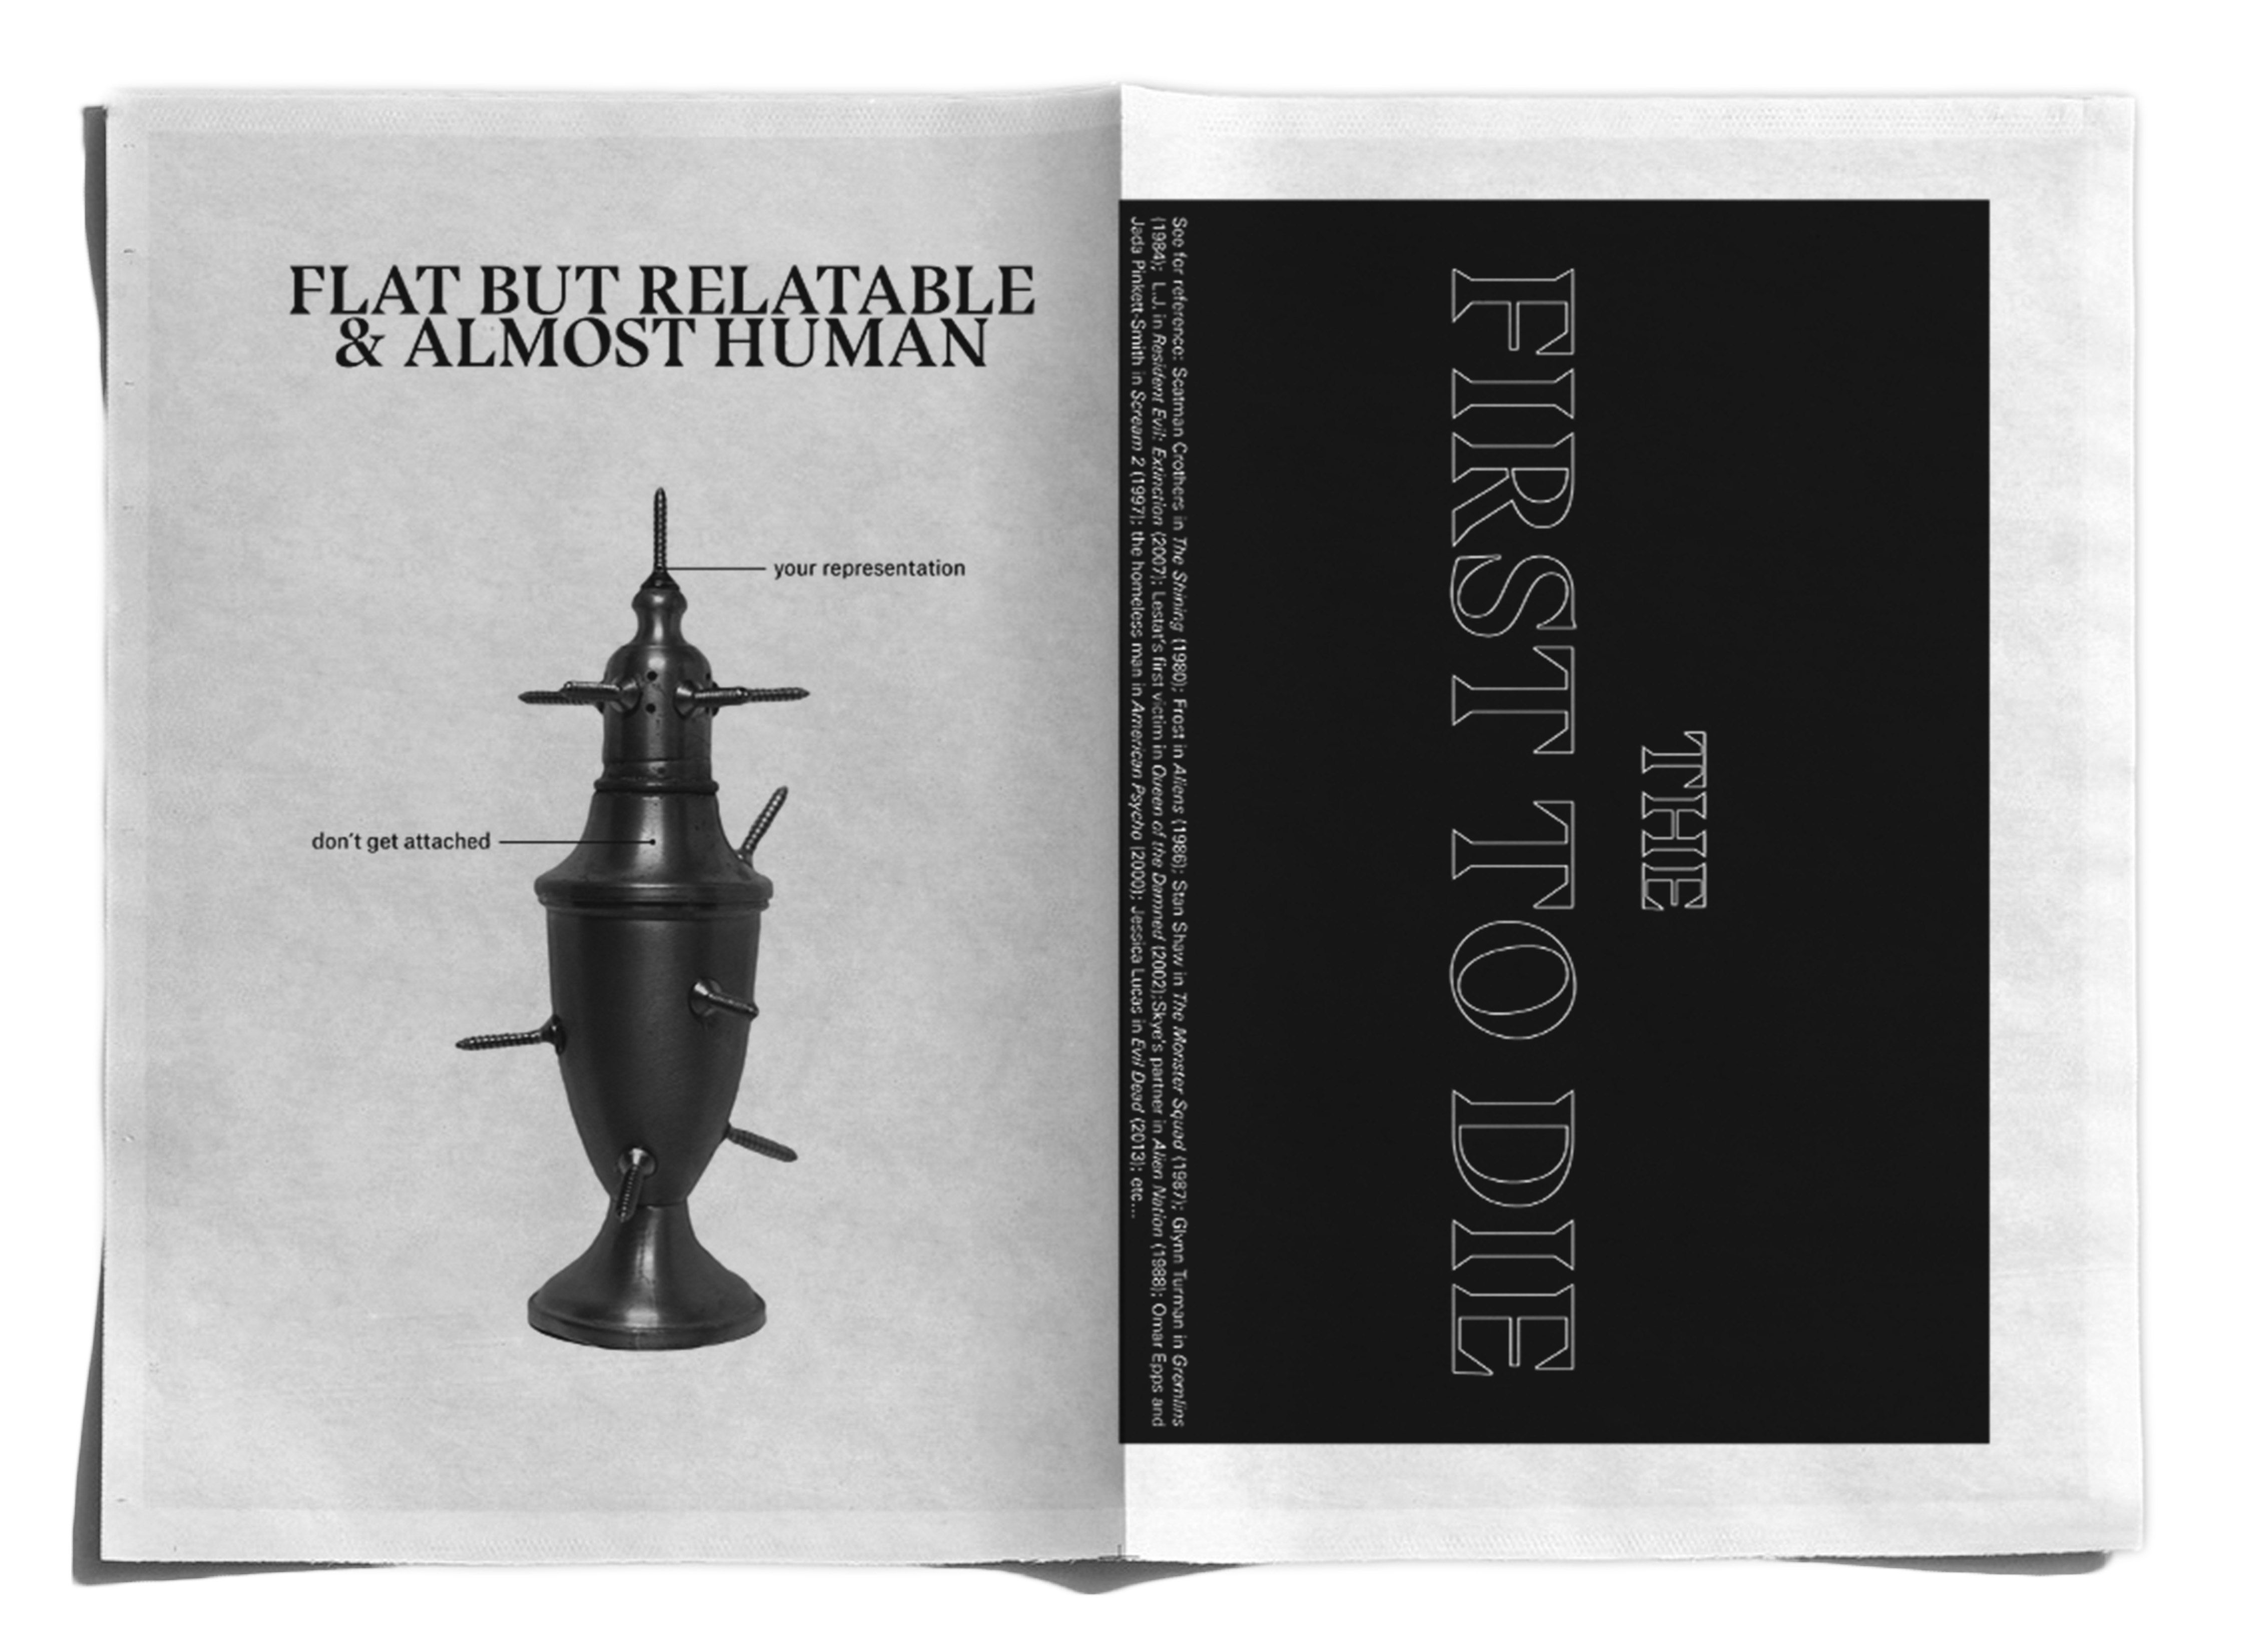 FLAT BUT RELATABLE
& ALMOST HUMAN
your representation
don't get attached
THE
FIRST TO DIE
See for reference: Scatman Crothers in The Shining (1980); Frost in Aliens (1986); Stan Shaw in The Monster Squad (1987); Glynn Turman in Gremlins
(1984); L.J. in Resident Evil: Extinction (2007); Lestat's first victim in Queen of the Damned (2002);Skye's partner in Alien Nation (1988); Omar Epps and
Jada Pinkett-Smith in Scream 2 (1997); the homeless man in American Psycho (2000); Jessica Lucas in Evil Dead (2013); etc...